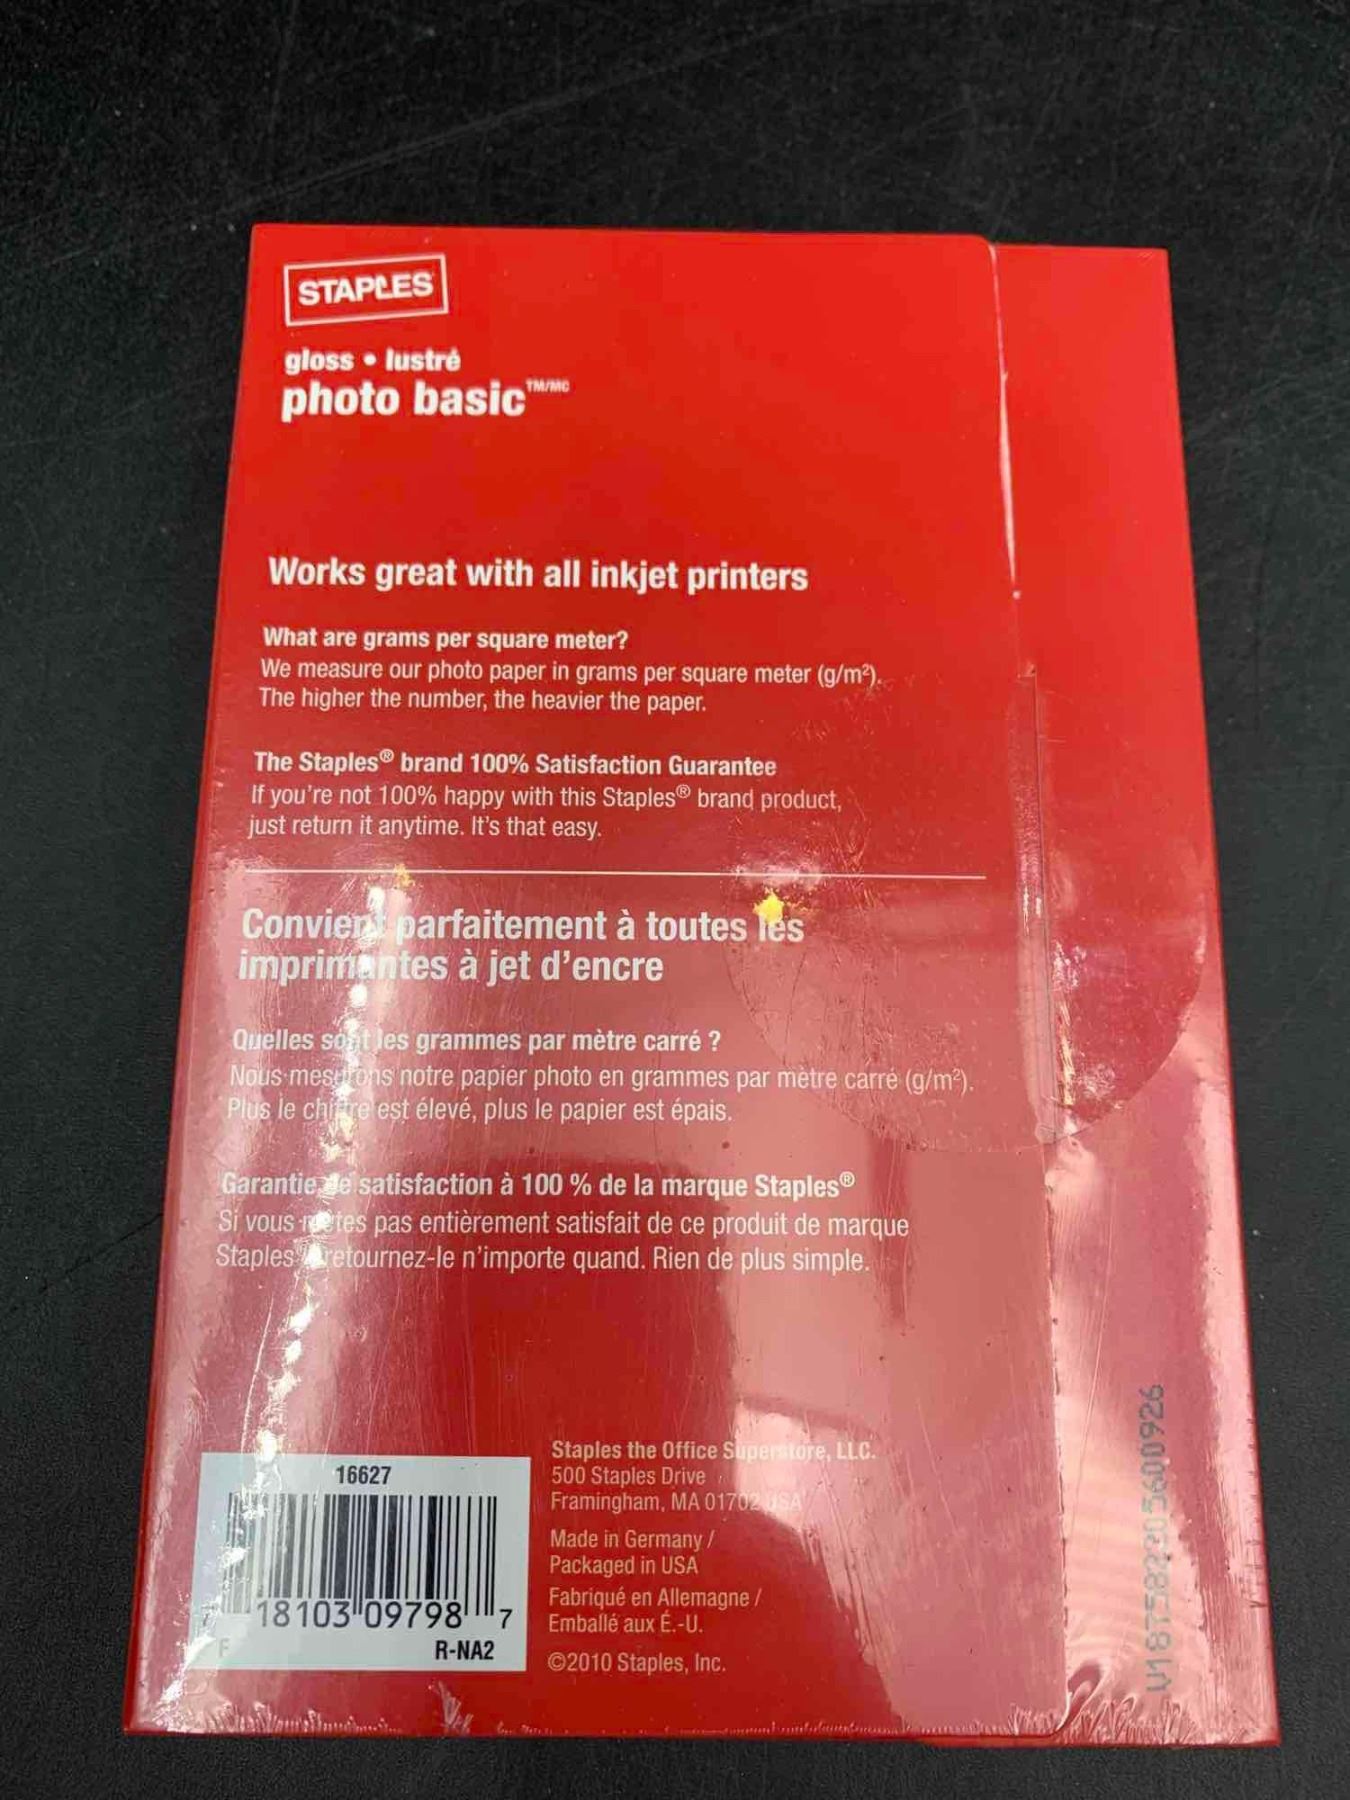 STAPLES
gloss • lustré
photo basic™/MC
Works great with all inkjet printers
What are grams per square meter?
We measure our photo paper in grams per square meter (g/m²).
The higher the number, the heavier the paper.
The Staples® brand 100% Satisfaction Guarantee
If you're not 100% happy with this Staples® brand product,
just return it anytime. It's that easy.
Convient parfaitement à toutes les
imprimantes à jet d'encre
Quelles sont les grammes par mètre carré ?
Nous mesurons notre papier photo en grammes par mètre carré (g/m²).
Plus le chiffre est élevé, plus le papier est épais.
Garantie de satisfaction à 100 % de la marque Staples®
Si vous n'êtes pas entièrement satisfait de ce produit de marque
Staples retournez-le n'importe quand. Rien de plus simple.
16627
7 18103 09798 7
F R-NA2
Staples the Office Superstore, LLC.
500 Staples Drive
Framingham, MA 01702 USA
Made in Germany /
Packaged in USA
Fabriqué en Allemagne /
Emballé aux É.-U.
©2010 Staples, Inc.